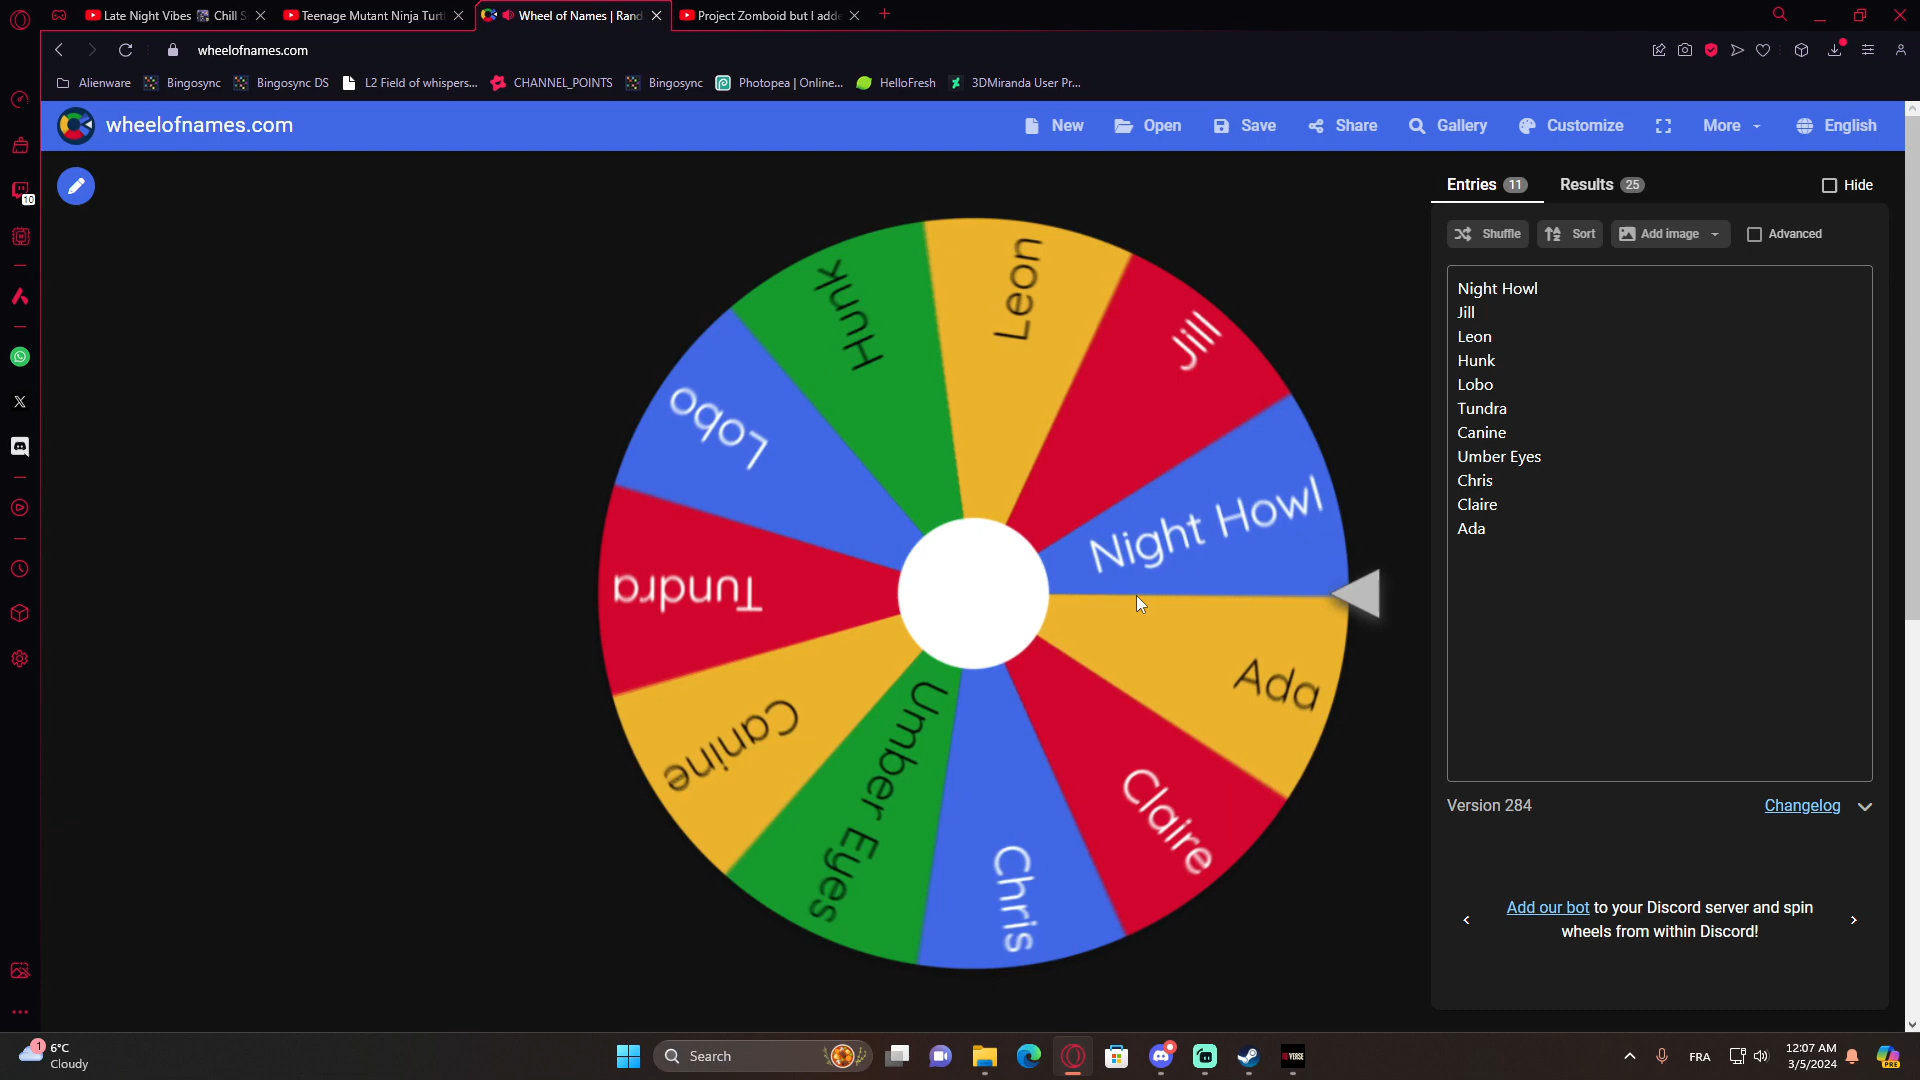 Late Night Vibes Chill S
Teenage Mutant Ninja Turt
Wheel of Names | Rand
Project Zomboid but I adde
wheelofnames.com
Alienware
Bingosync
Bingosync DS
L2 Field of whispers...
CHANNEL_POINTS
Bingosync
Photopea | Online...
HelloFresh
3DMiranda User Pr...
wheelofnames.com
New
Open
Save
Share
Gallery
Customize
More
English
10
Entries 11
Results 25
Hide
Shuffle
Sort
Add image
Advanced
Night Howl
Jill
Leon
Hunk
Lobo
Tundra
Canine
Umber Eyes
Chris
Claire
Ada
Leon
Jill
Night Howl
Ada
Claire
Chris
Umber Eyes
Canine
Tundra
Lobo
Hunk
Version 284
Changelog
Add our bot to your Discord server and spin
wheels from within Discord!
1
6°C
Cloudy
Search
VERSE
FRA
12:07 AM
3/5/2024
PRE